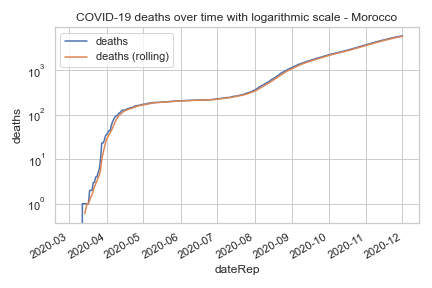 COVID-19 deaths over time with logarithmic scale - Morocco
deaths
deaths (rolling)
10³
10²
10¹
10⁰
deaths
2020-03
2020-04
2020-05
2020-06
2020-07
2020-08
2020-09
2020-10
2020-11
2020-12
dateRep